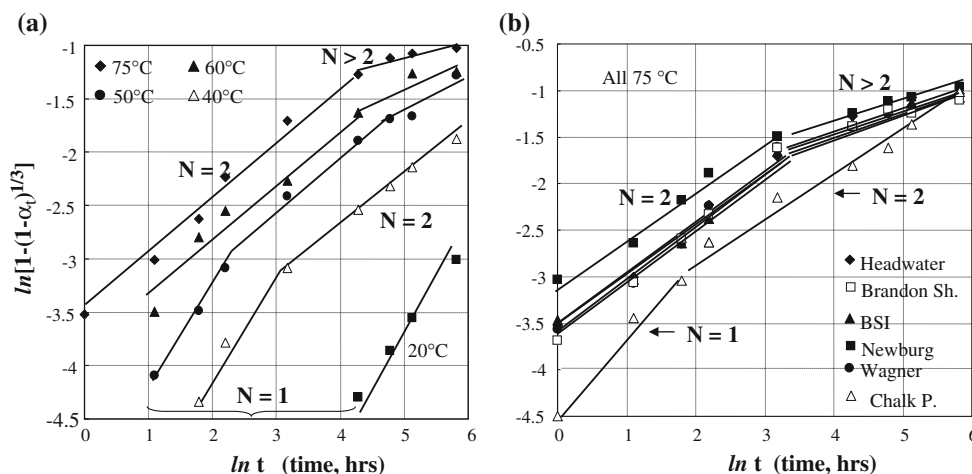 (a)
-1
-1.5
-2
-2.5
-3
-3.5
-4
-4.5
0 1 2 3 4 5 6
ln t (time, hrs)
ln[1-(1-αt)1/3]
75°C 60°C
50°C 40°C
N > 2
N = 2
N = 2
N = 1
20°C
(b)
-0.5
-1
-1.5
-2
-2.5
-3
-3.5
-4
-4.5
0 1 2 3 4 5 6
ln t (time, hrs)
All 75 °C
N > 2
N = 2
N = 2
N = 1
Headwater
Brandon Sh.
BSI
Newburg
Wagner
Chalk P.